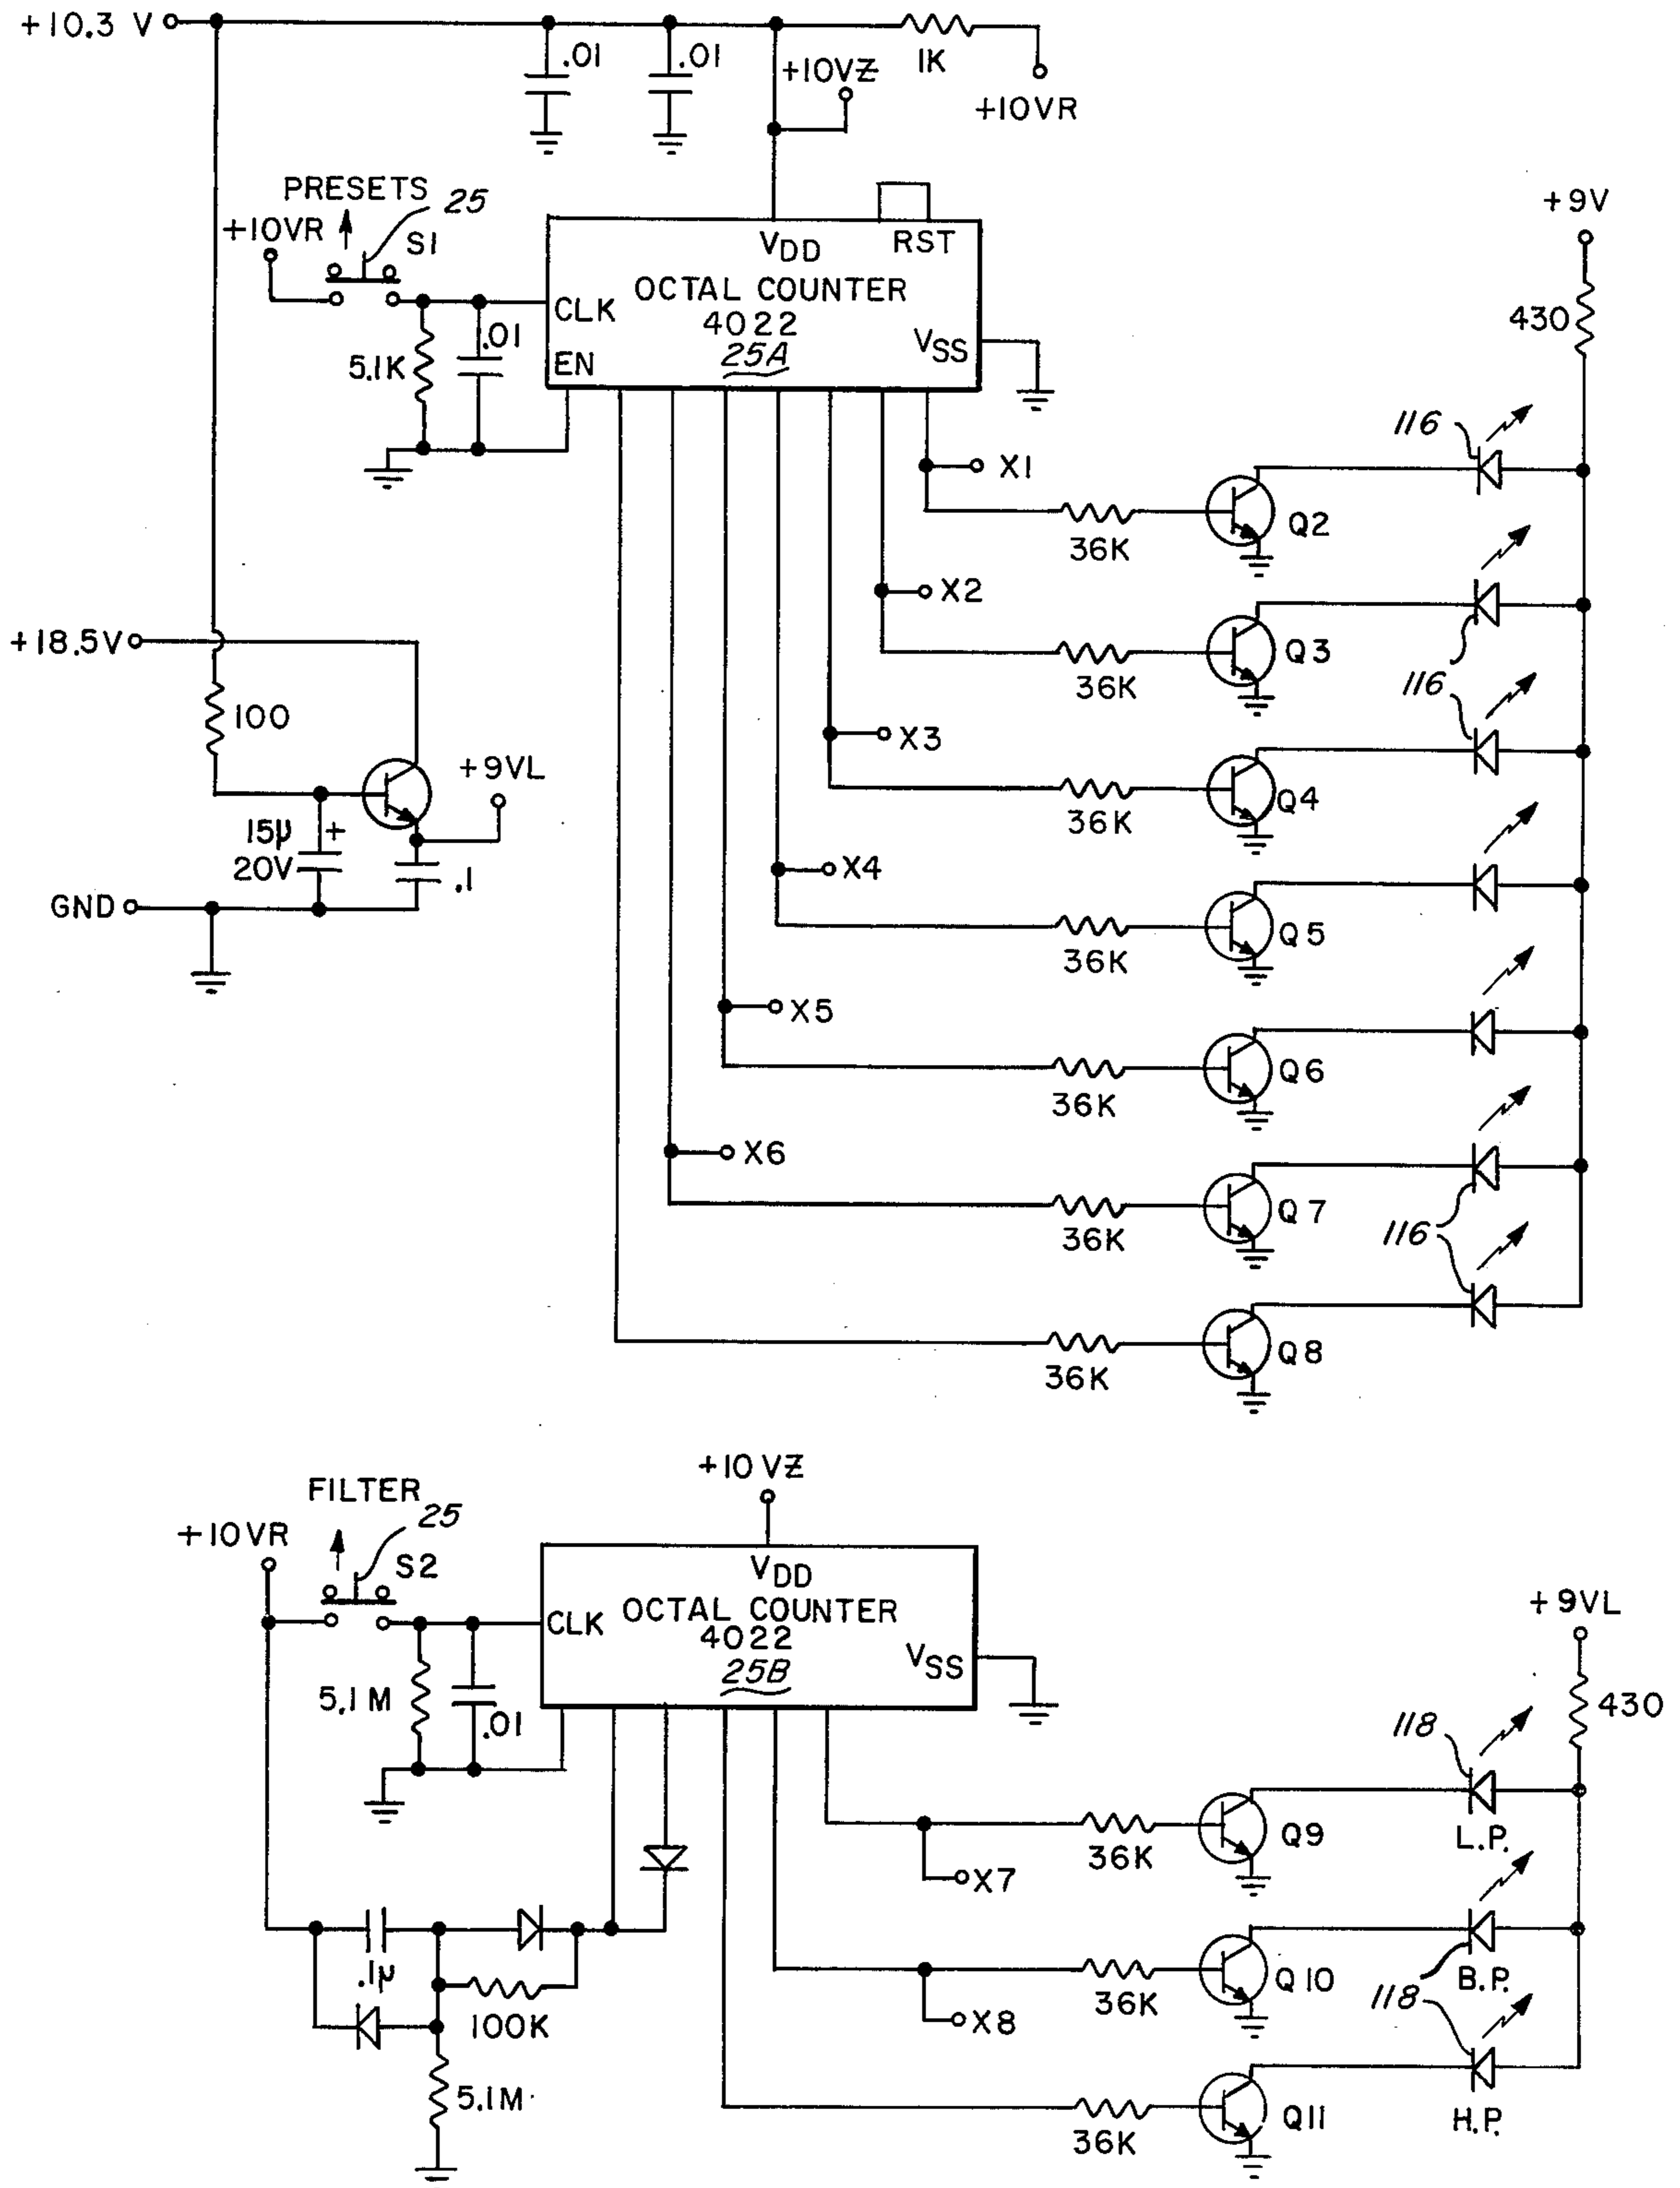 +10.3 V
.01
.01
+10VZ
1K
+10VR
PRESETS
25
+10VR
S1
VDD
RST
OCTAL COUNTER
4022
25A
CLK
EN
VSS
.01
5.1K
+9V
430
116
X1
36K
Q2
X2
36K
Q3
116
X3
36K
Q4
+18.5V
100
+9VL
15µ
20V
+
.1
GND
X4
36K
Q5
X5
36K
Q6
X6
36K
Q7
116
36K
Q8
+10 VZ
FILTER
25
+10VR
S2
VDD
OCTAL COUNTER
4022
25B
CLK
VSS
5.1M
.01
+9VL
430
118
L.P.
36K
Q9
X7
118
B.P.
36K
Q10
X8
118
H.P.
36K
Q11
.1µ
100K
5.1M